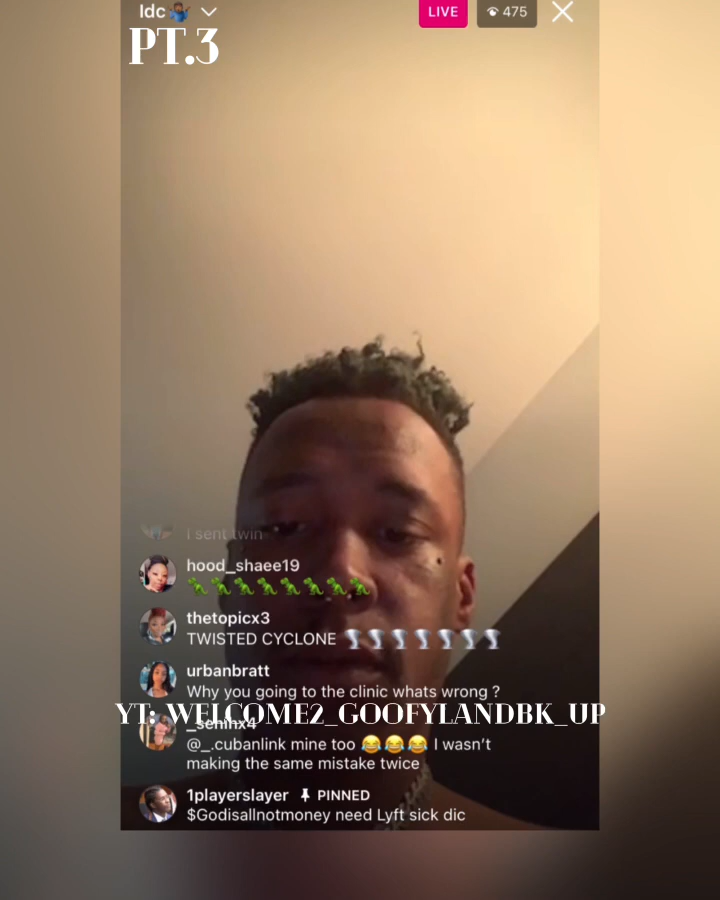 ldc🤷🏾‍♂️
LIVE
475
PT.3
I sent twin
hood_shaee19
🦖🦖🦖🦖🦖🦖🦖🦖
thetopicx3
TWISTED CYCLONE 🌪🌪🌪🌪🌪🌪🌪
urbanbratt
Why you going to the clinic whats wrong ?
YT: WELCOME2_GOOFYLANDBK_UP
@_.cubanlink mine too 😂😂😂 I wasn't
making the same mistake twice
1playerslayer PINNED
$Godisallnotmoney need Lyft sick dic